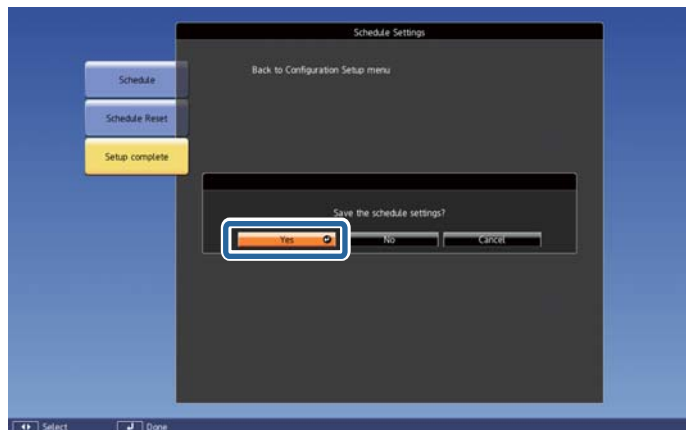 Schedule Settings
Back to Configuration Setup menu
Schedule
Schedule Reset
Setup complete
Save the schedule settings?
Yes No Cancel
Select Done